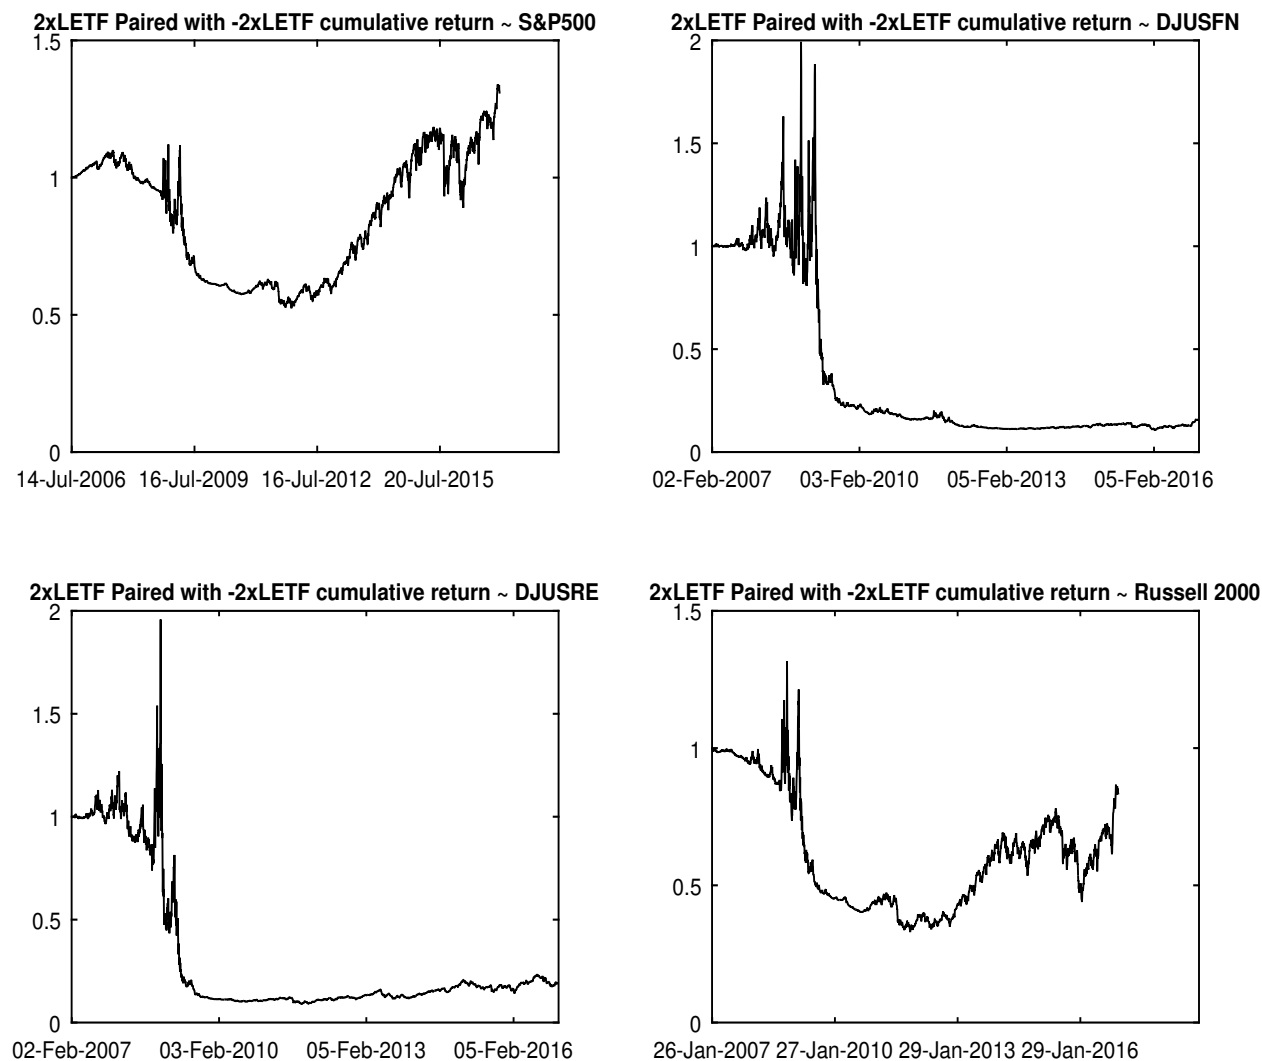 2xLETF Paired with -2xLETF cumulative return ~ S&P500
1.5
1
0.5
0
14-Jul-2006 16-Jul-2009 16-Jul-2012 20-Jul-2015
2xLETF Paired with -2xLETF cumulative return ~ DJUSFN
2
1.5
1
0.5
0
02-Feb-2007 03-Feb-2010 05-Feb-2013 05-Feb-2016
2xLETF Paired with -2xLETF cumulative return ~ DJUSRE
2
1.5
1
0.5
0
02-Feb-2007 03-Feb-2010 05-Feb-2013 05-Feb-2016
2xLETF Paired with -2xLETF cumulative return ~ Russell 2000
1.5
1
0.5
0
26-Jan-2007 27-Jan-2010 29-Jan-2013 29-Jan-2016